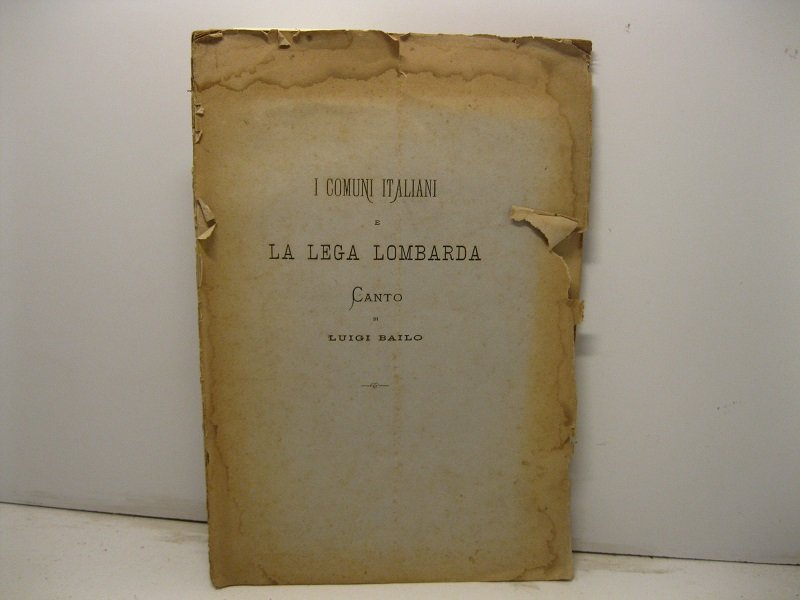 I COMUNI ITALIANI
E
LA LEGA LOMBARDA
CANTO
DI
LUIGI BAILO